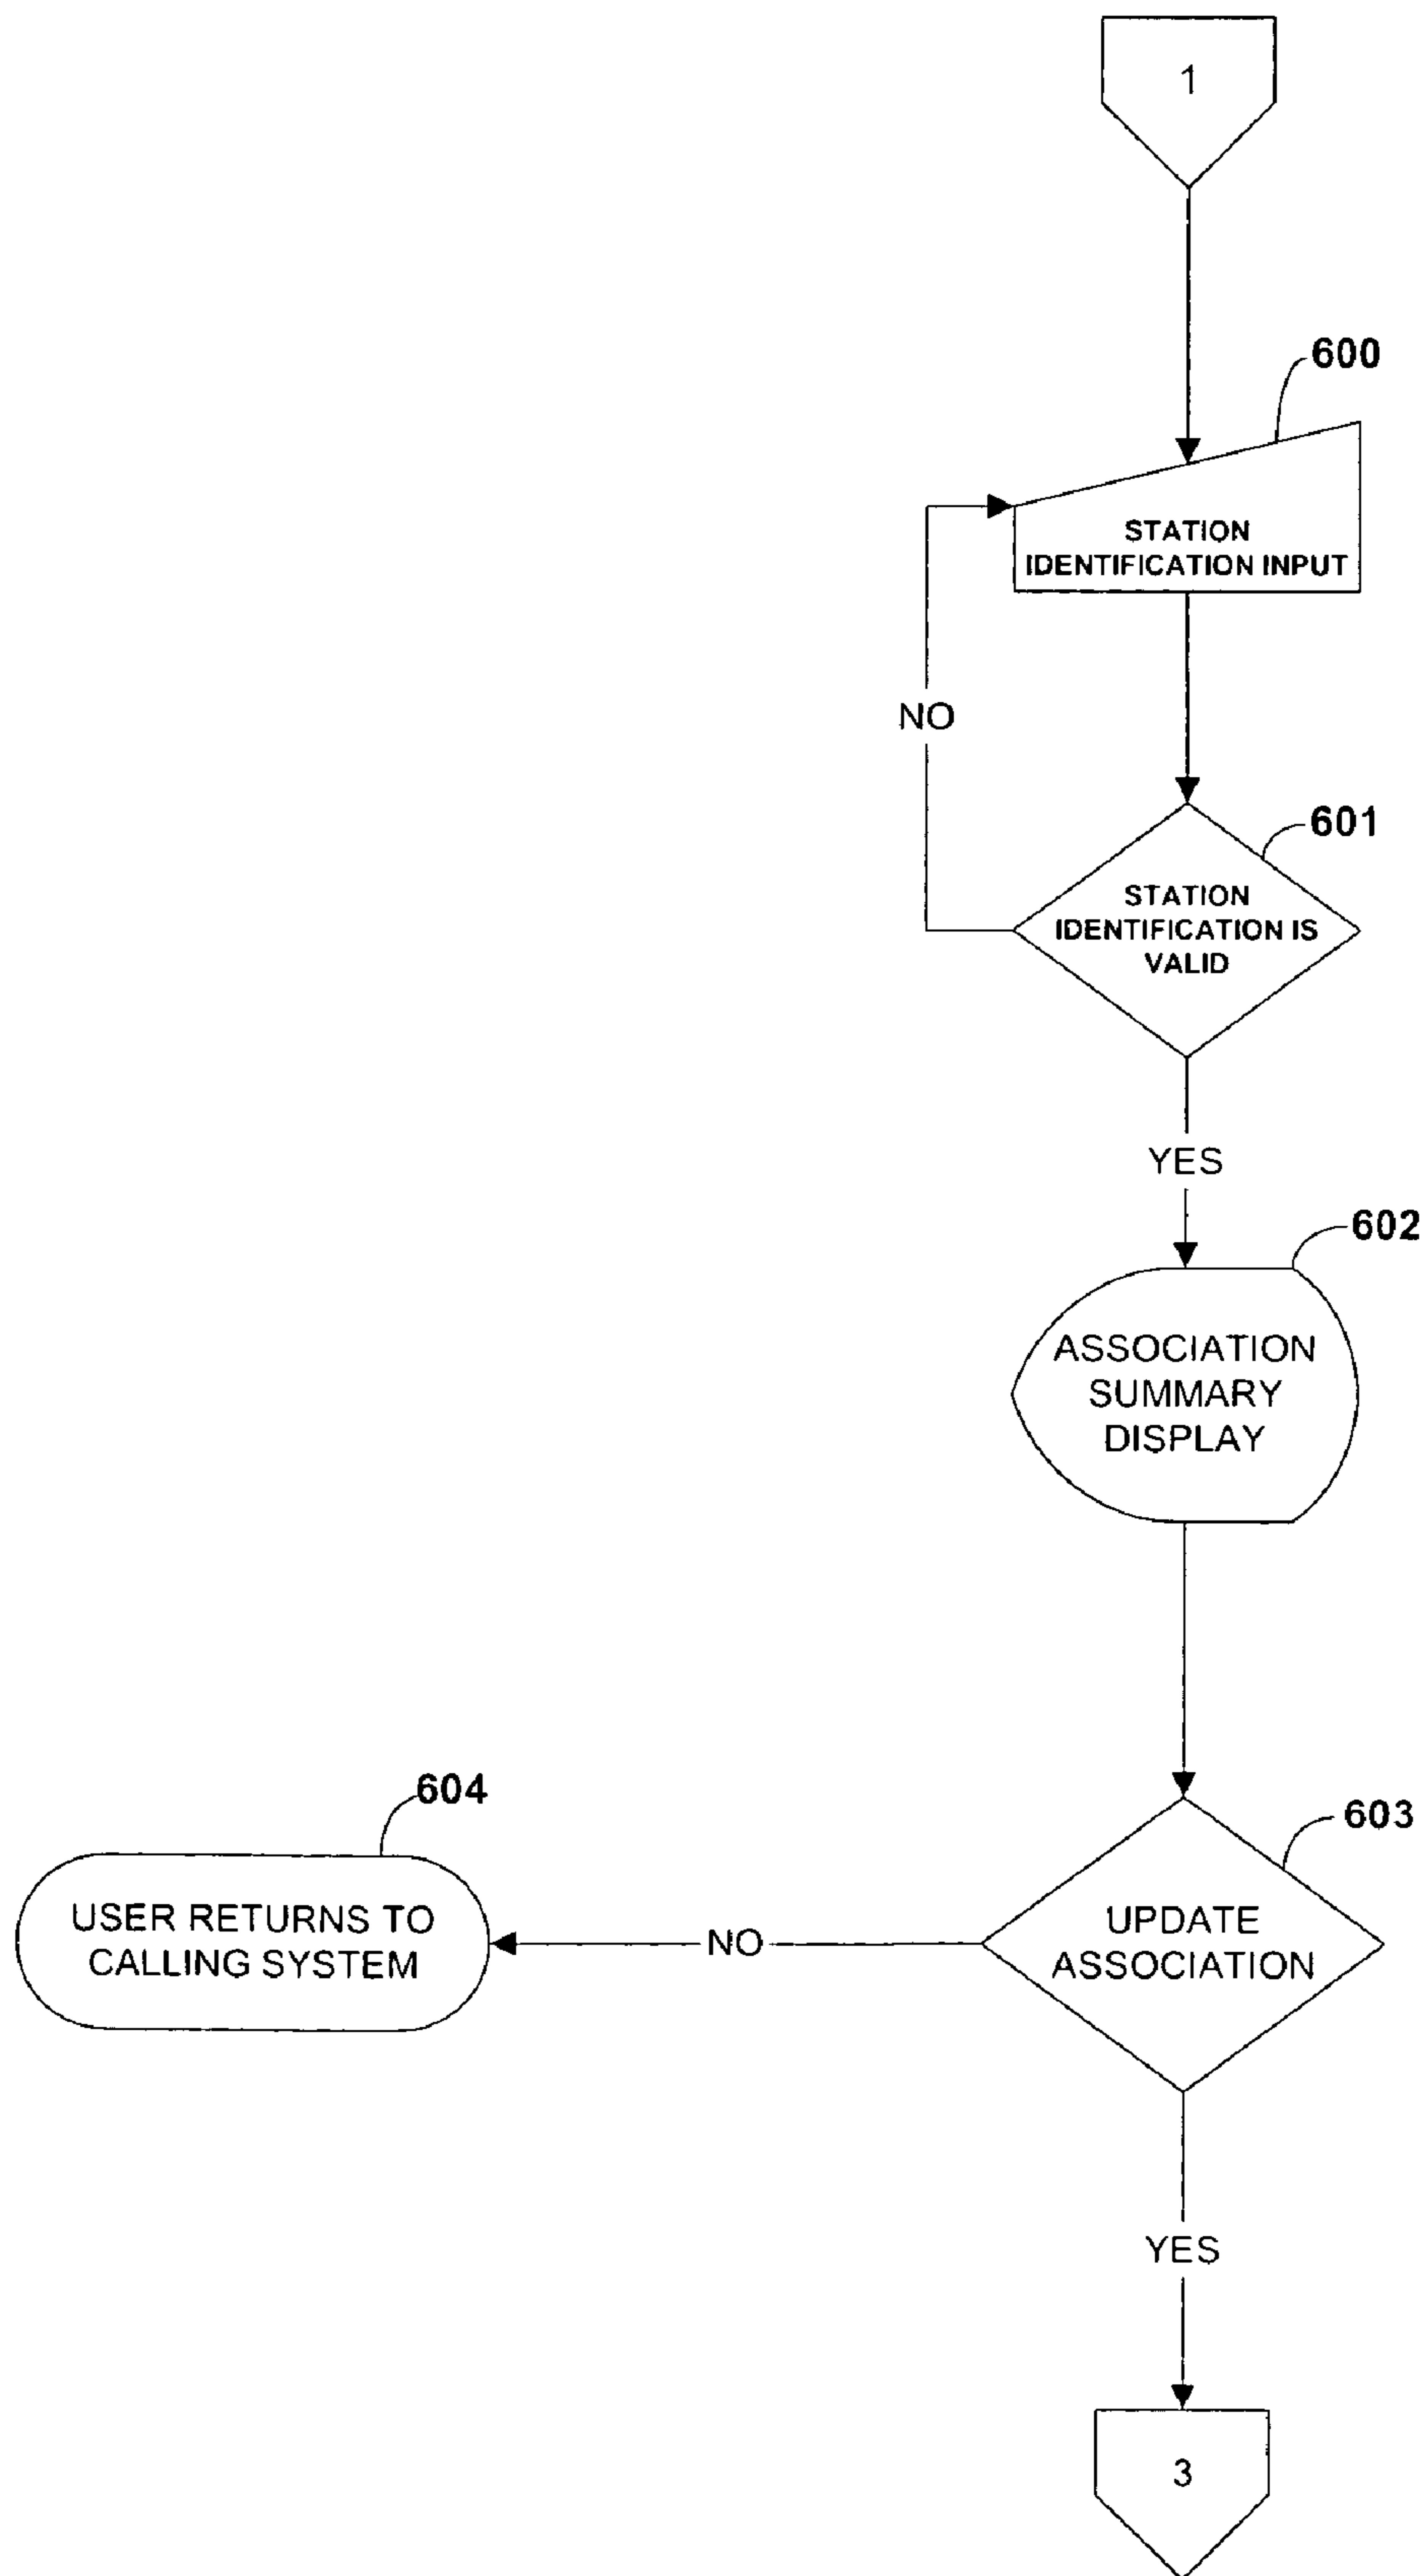 1
600
STATION
IDENTIFICATION INPUT
NO
601
STATION
IDENTIFICATION IS
VALID
YES
602
ASSOCIATION
SUMMARY
DISPLAY
604
USER RETURNS TO
CALLING SYSTEM
NO
603
UPDATE
ASSOCIATION
YES
3